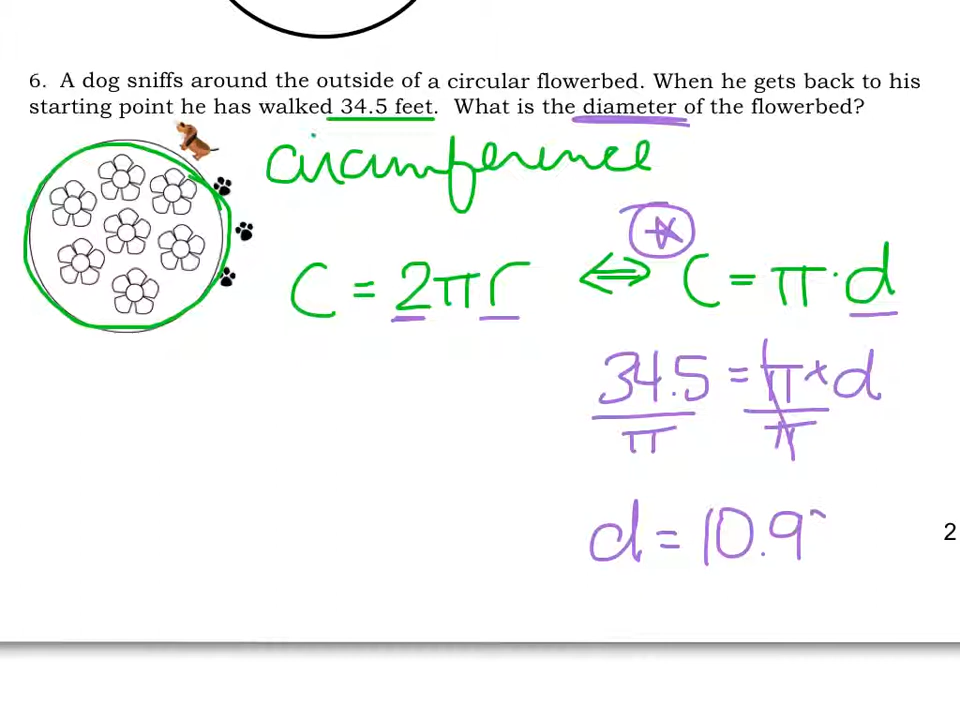 6. A dog sniffs around the outside of a circular flowerbed. When he gets back to his
starting point he has walked 34.5 feet. What is the diameter of the flowerbed?
circumference
C = 2πr ⇔ C = π·d
34.5 = π × d
π π
d = 10.9
2